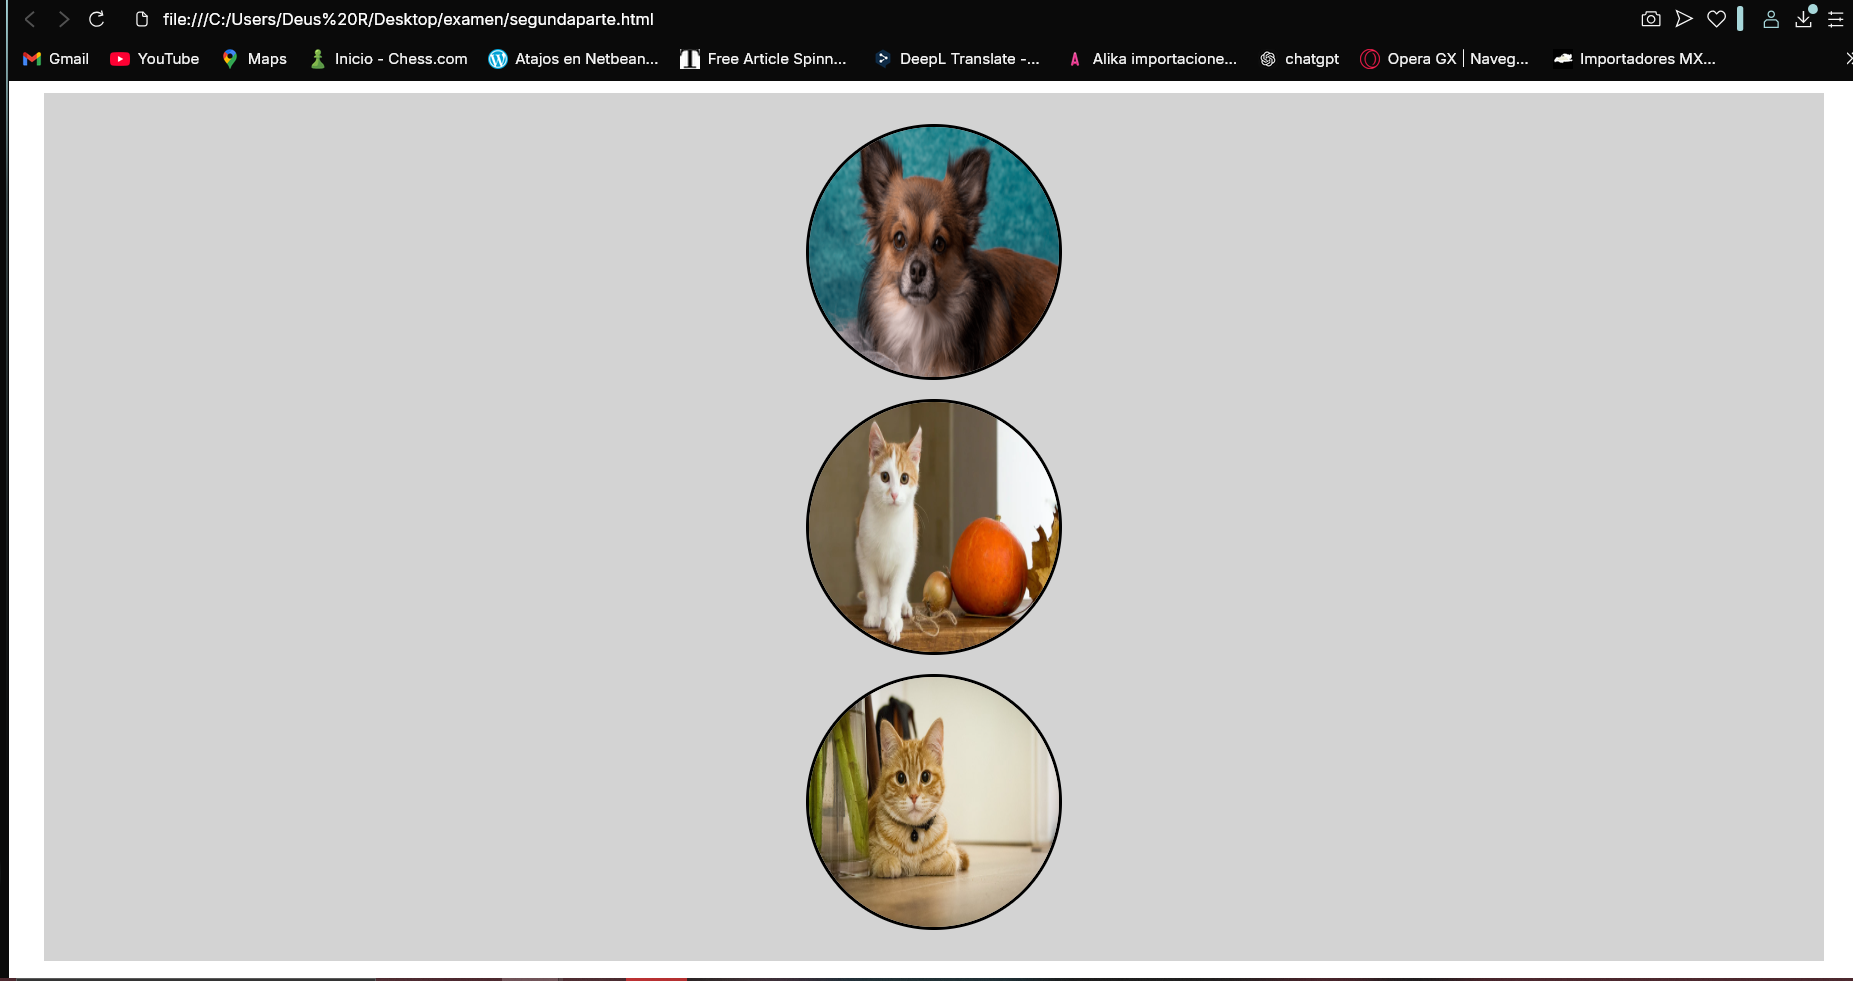 file:///C:/Users/Deus%20R/Desktop/examen/segundaparte.html
Gmail YouTube Maps Inicio - Chess.com Atajos en Netbean... Free Article Spinn... DeepL Translate -... Alika importacione... chatgpt Opera GX | Naveg... Importadores MX...